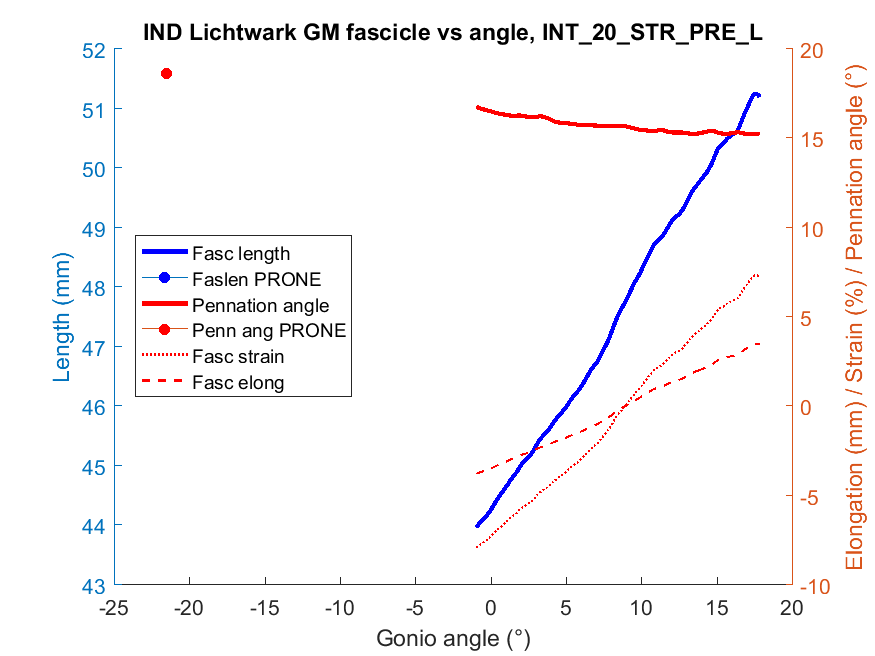 IND Lichtwark GM fascicle vs angle, INT_20_STR_PRE_L
52
51
50
49
48
47
46
45
44
43
Length (mm)
Fasc length
Faslen PRONE
Pennation angle
Penn ang PRONE
Fasc strain
Fasc elong
20
15
10
5
0
-5
-10
Elongation (mm) / Strain (%) / Pennation angle (°)
-25 -20 -15 -10 -5 0 5 10 15 20
Gonio angle (°)